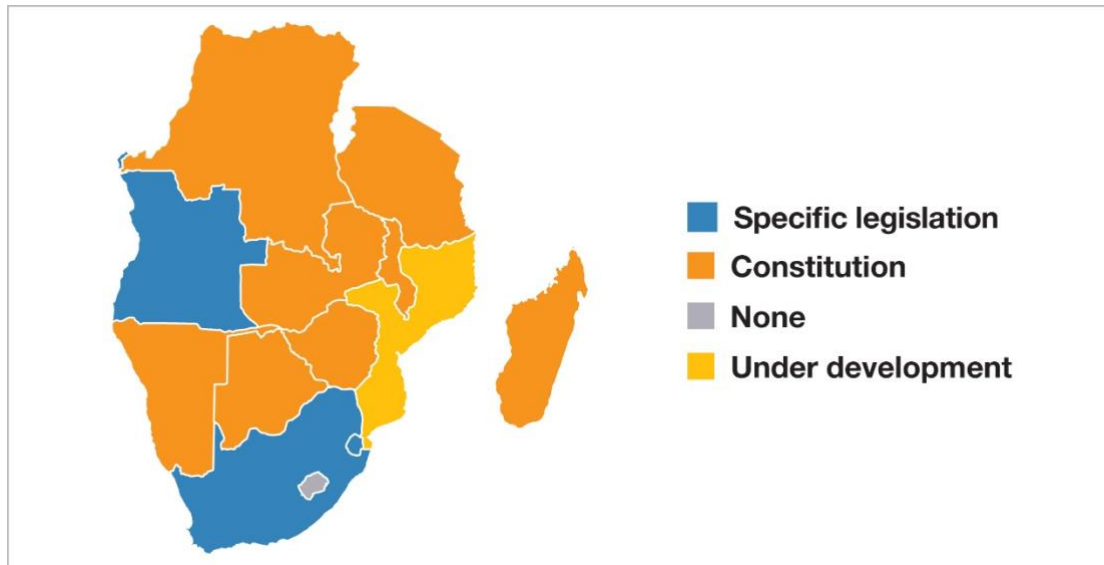 Specific legislation
Constitution
None
Under development